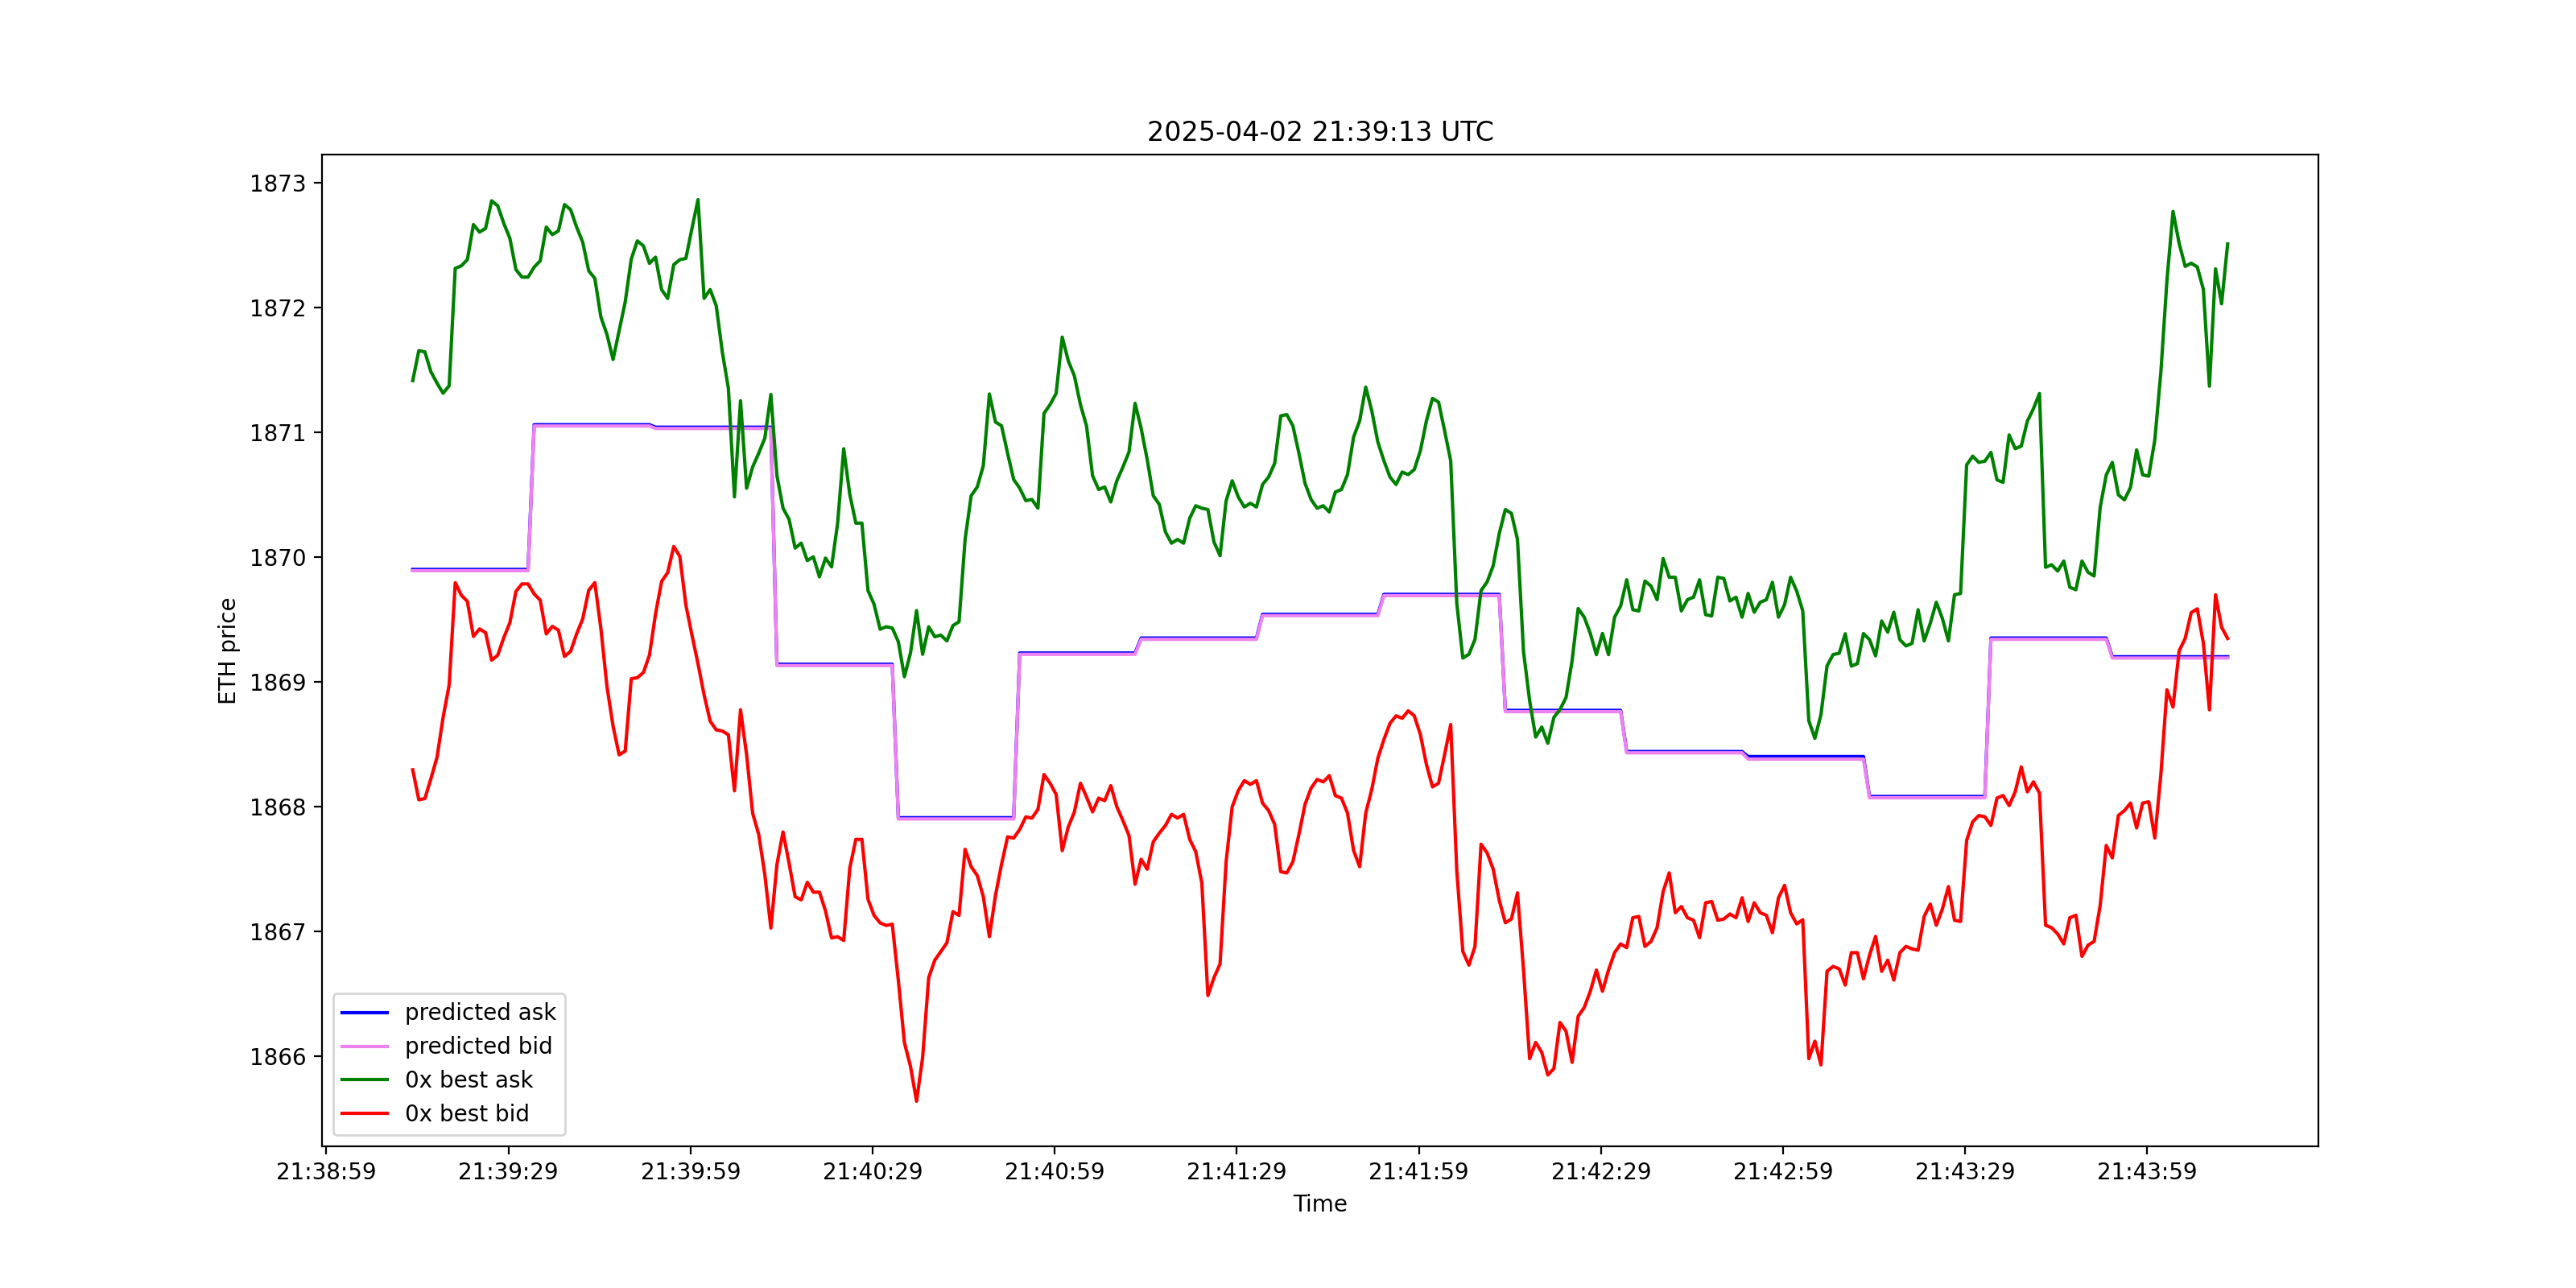 2025-04-02 21:39:13 UTC
1873
1872
1871
1870
1869
1868
1867
1866
ETH price
predicted ask
predicted bid
0x best ask
0x best bid
21:38:59 21:39:29 21:39:59 21:40:29 21:40:59 21:41:29 21:41:59 21:42:29 21:42:59 21:43:29 21:43:59
Time